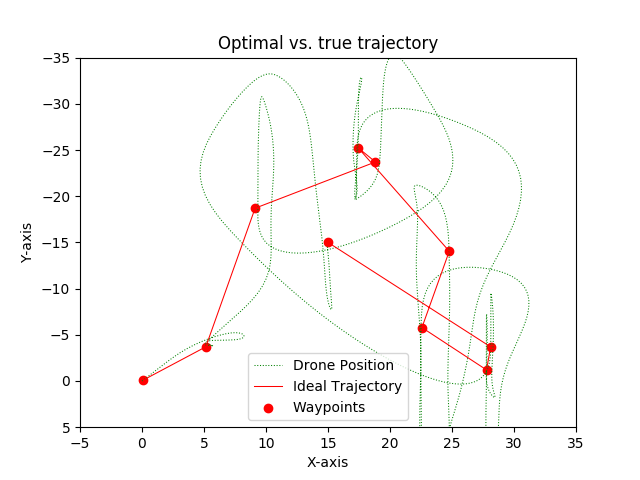 Optimal vs. true trajectory
−35
−30
−25
−20
−15
−10
−5
0
5
Y-axis
Drone Position
Ideal Trajectory
Waypoints
−5 0 5 10 15 20 25 30 35
X-axis